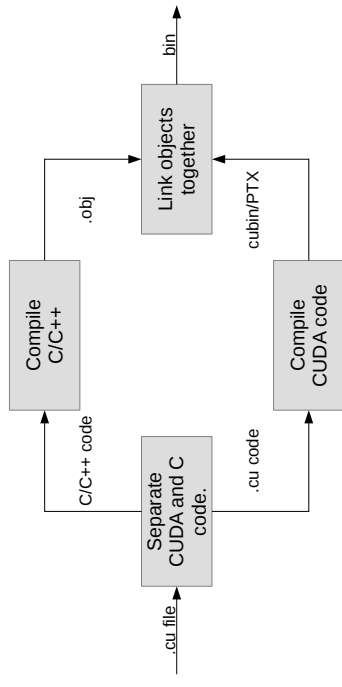 .cu file
Separate
CUDA and C
code.
C/C++ code
.cu code
Compile
C/C++
Compile
CUDA code
.obj
cubin/PTX
Link objects
together
bin